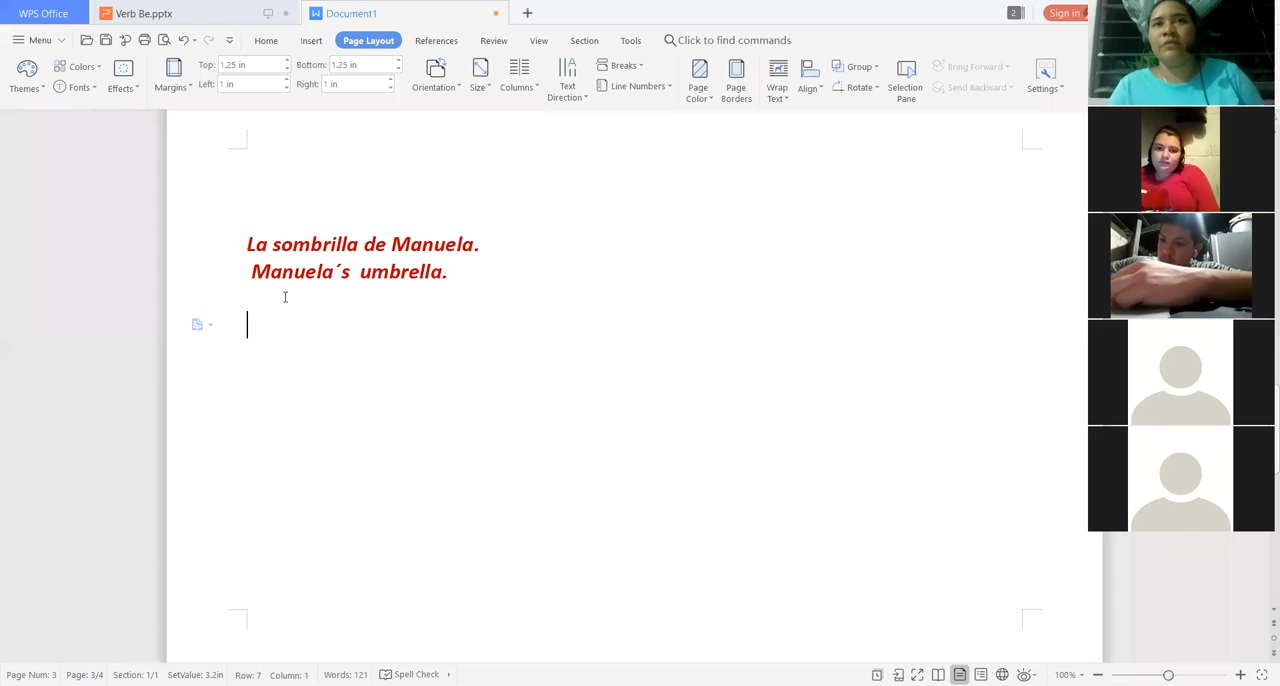 WPS Office Verb Be.pptx Document1 2 Sign in
Menu Home Insert Page Layout References Review View Section Tools Click to find commands
Themes Colors Fonts Effects Margins Top: 1.25 in Bottom: 1.25 in Left: 1 in Right: 1 in Orientation Size Columns Text Direction Breaks Line Numbers Page Color Page Borders Wrap Text Align Group Rotate Selection Pane Bring Forward Send Backward Settings
La sombrilla de Manuela.
Manuela´s umbrella.
Page Num: 3 Page: 3/4 Section: 1/1 SetValue: 3.2in Row: 7 Column: 1 Words: 121 Spell Check 100%